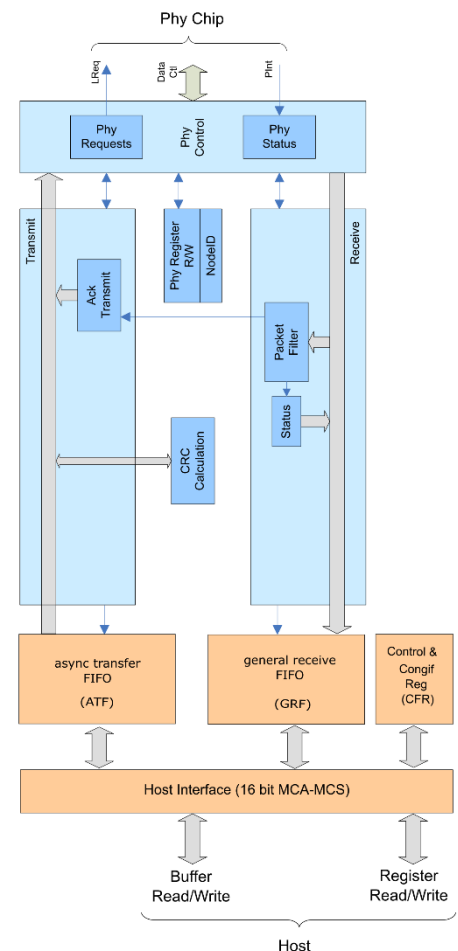 Phy Chip
LReq
Data
Ctl
PInt
Phy
Requests
Phy
Control
Phy
Status
Transmit
Phy Register
R/W
NodeID
Receive
Ack
Transmit
Packet
Filter
Status
CRC
Calculation
async transfer
FIFO
(ATF)
general receive
FIFO
(GRF)
Control &
Congif
Reg
(CFR)
Host Interface (16 bit MCA-MCS)
Buffer
Read/Write
Register
Read/Write
Host